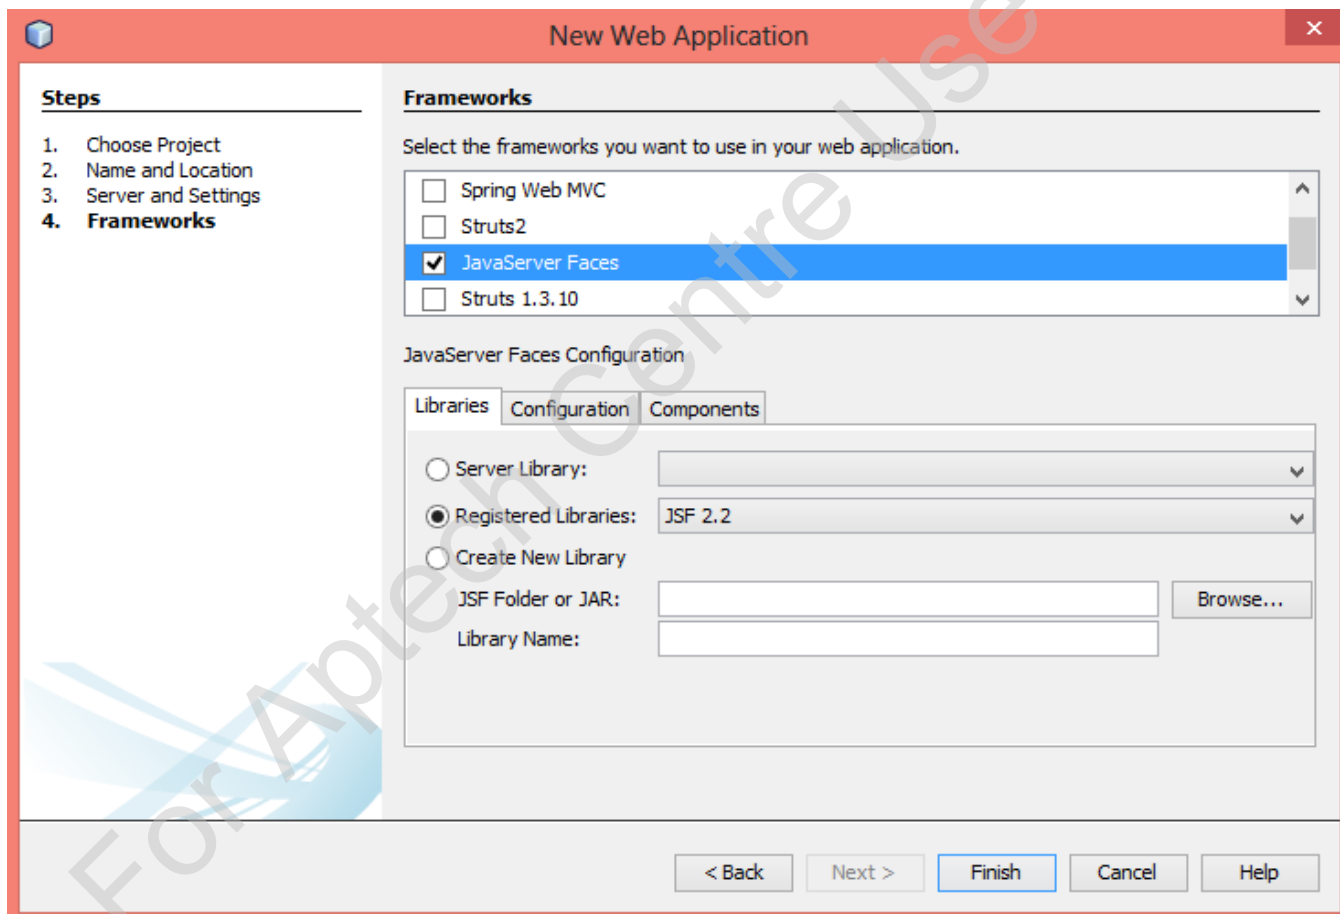 New Web Application
Steps
1. Choose Project
2. Name and Location
3. Server and Settings
4. Frameworks
Frameworks
Select the frameworks you want to use in your web application.
Spring Web MVC
Struts2
JavaServer Faces
Struts 1.3.10
JavaServer Faces Configuration
Libraries Configuration Components
Server Library:
Registered Libraries: JSF 2.2
Create New Library
JSF Folder or JAR: Browse...
Library Name:
< Back Next > Finish Cancel Help
For Aptech Centre Use